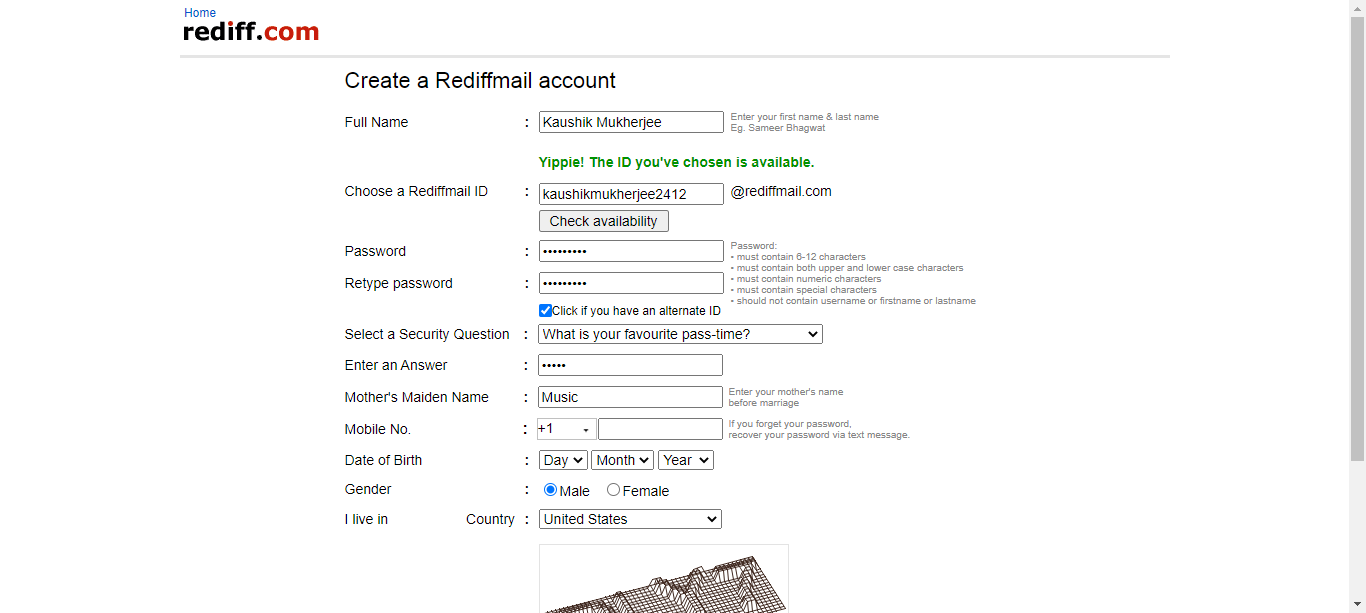 Home
rediff.com
Create a Rediffmail account
Full Name : Kaushik Mukherjee Enter your first name & last name
Eg. Sameer Bhagwat
Yippie! The ID you've chosen is available.
Choose a Rediffmail ID : kaushikmukherjee2412 @rediffmail.com
Check availability
Password : ••••••••• Password:
• must contain 6-12 characters
• must contain both upper and lower case characters
Retype password : ••••••••• • must contain numeric characters
• must contain special characters
• should not contain username or firstname or lastname
Click if you have an alternate ID
Select a Security Question : What is your favourite pass-time?
Enter an Answer : •••••
Mother's Maiden Name : Music Enter your mother's name
before marriage
Mobile No. : +1 If you forget your password,
recover your password via text message.
Date of Birth : Day Month Year
Gender : Male Female
I live in Country : United States